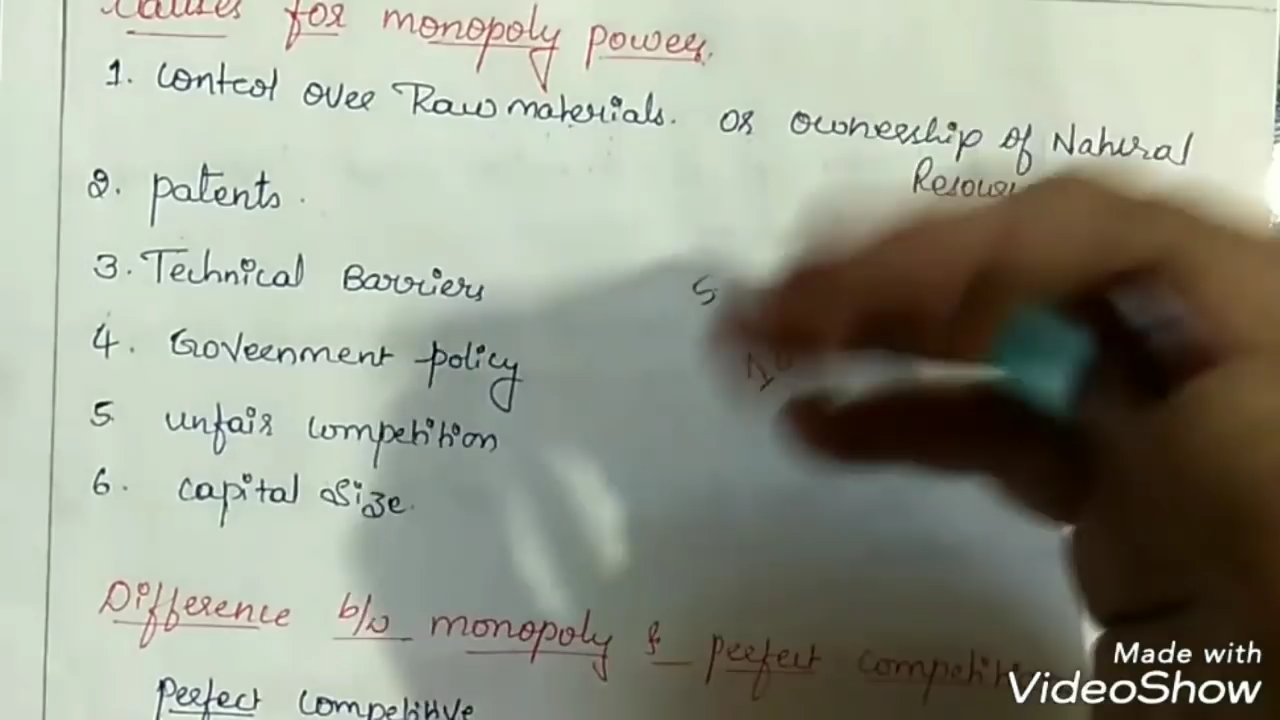 Causes for monopoly power.
1. Control over Raw materials. or ownership of Natural
Resour
2. patents.
3. Technical Barriers
4. Government policy
5 unfair competition
6. capital size.
Difference b/w monopoly & perfect competiti
perfect competitive
Made with
VideoShow